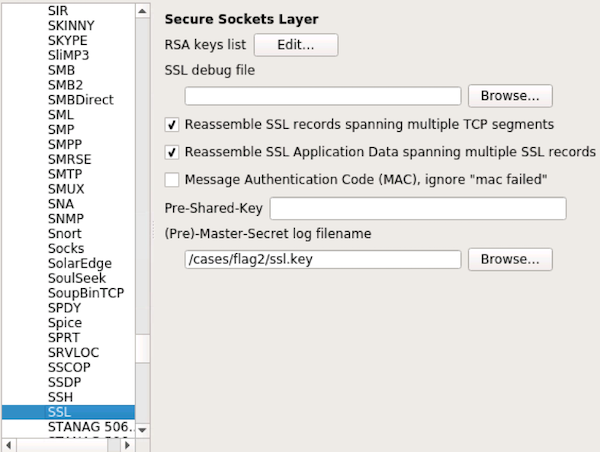 SIR
SKINNY
SKYPE
SliMP3
SMB
SMB2
SMBDirect
SML
SMP
SMPP
SMRSE
SMTP
SMUX
SNA
SNMP
Snort
Socks
SolarEdge
SoulSeek
SoupBinTCP
SPDY
Spice
SPRT
SRVLOC
SSCOP
SSDP
SSH
SSL
STANAG 506..
Secure Sockets Layer
RSA keys list Edit...
SSL debug file
Browse...
Reassemble SSL records spanning multiple TCP segments
Reassemble SSL Application Data spanning multiple SSL records
Message Authentication Code (MAC), ignore "mac failed"
Pre-Shared-Key
(Pre)-Master-Secret log filename
/cases/flag2/ssl.key Browse...